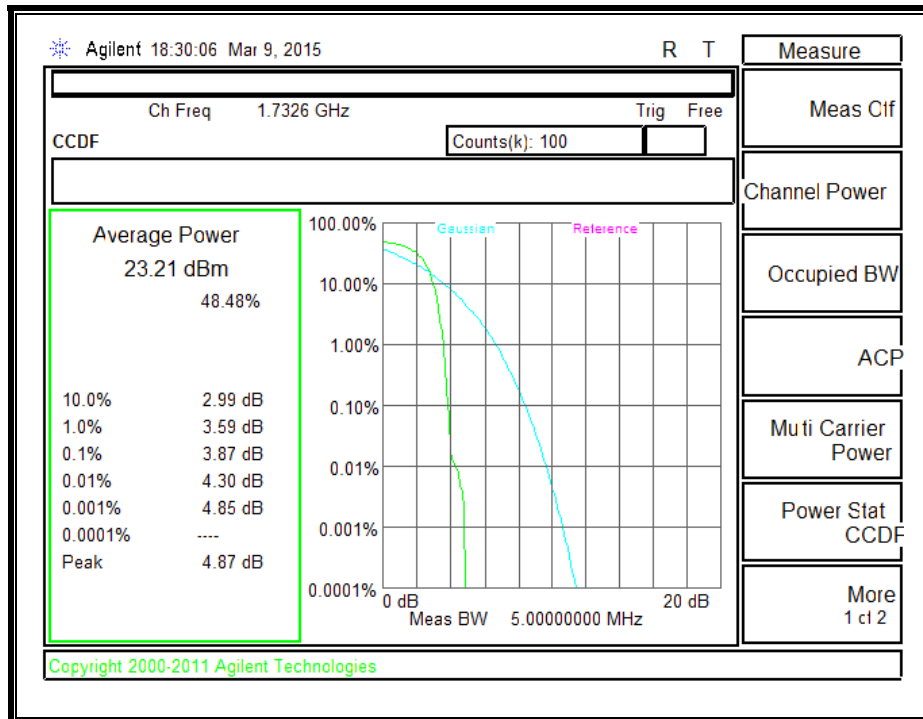 Agilent 18:30:06 Mar 9, 2015 R T
Ch Freq 1.7326 GHz Trig Free
CCDF Counts(k): 100
Average Power
23.21 dBm
48.48%
10.0% 2.99 dB
1.0% 3.59 dB
0.1% 3.87 dB
0.01% 4.30 dB
0.001% 4.85 dB
0.0001% ----
Peak 4.87 dB
Gaussian Reference
100.00%
10.00%
1.00%
0.10%
0.01%
0.001%
0.0001%
0 dB 20 dB
Meas BW 5.00000000 MHz
Measure
Meas Off
Channel Power
Occupied BW
ACP
Multi Carrier
Power
Power Stat
CCDF
More
1 of 2
Copyright 2000-2011 Agilent Technologies